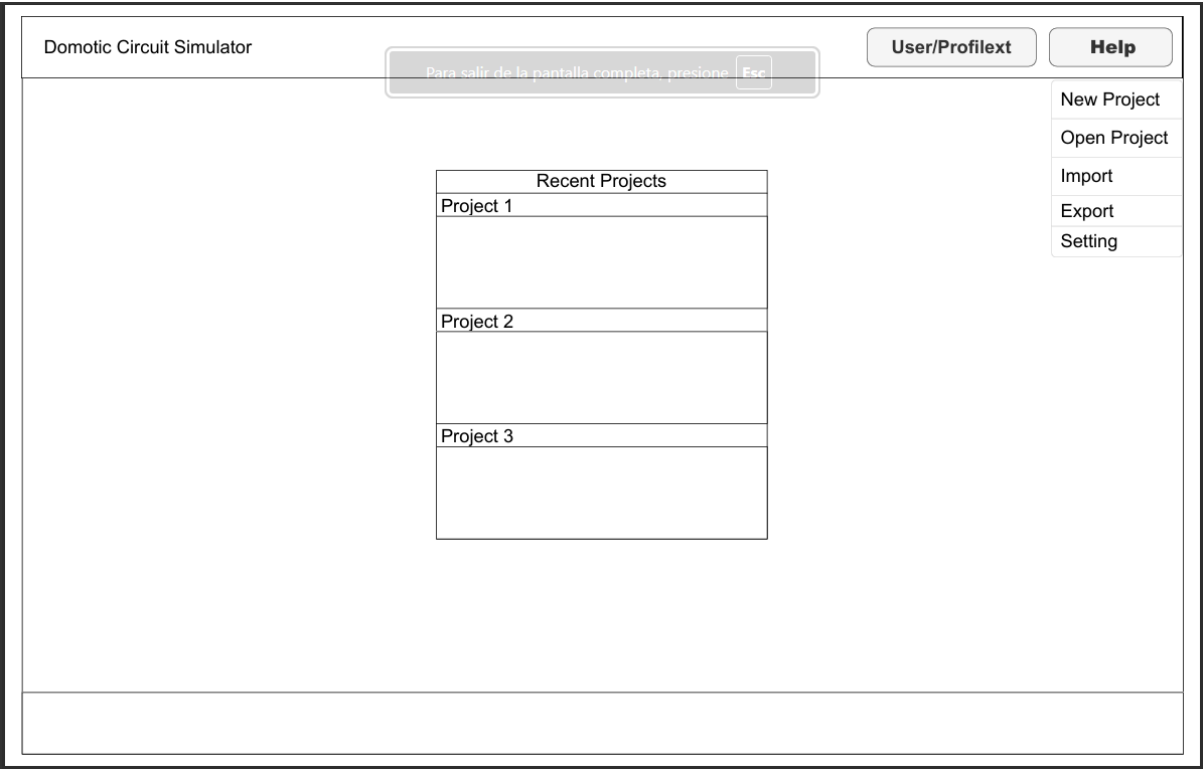 Domotic Circuit Simulator
User/Profilext
Help
Para salir de la pantalla completa, presione Esc
New Project
Open Project
Import
Export
Setting
Recent Projects
Project 1
Project 2
Project 3